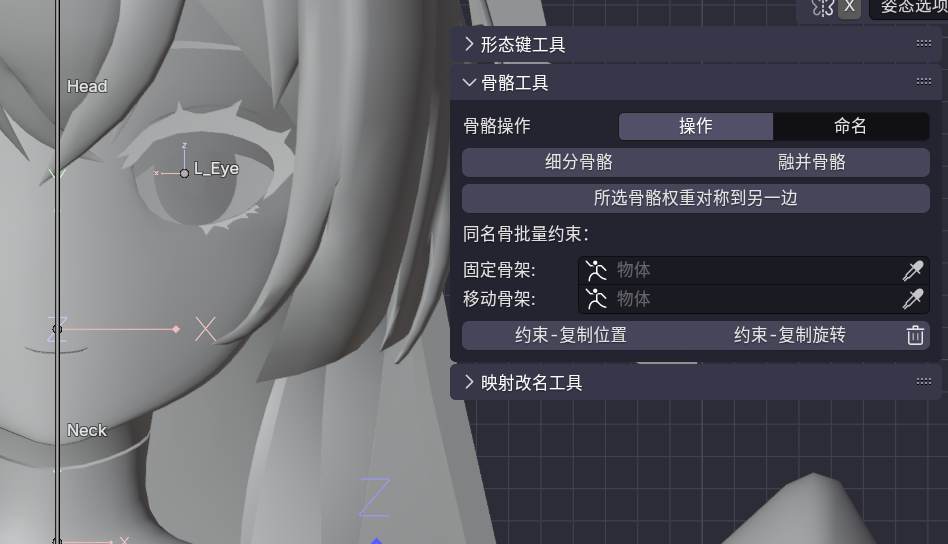 X 姿态选项
形态键工具
骨骼工具
骨骼操作 操作 命名
细分骨骼 融并骨骼
所选骨骼权重对称到另一边
同名骨批量约束：
固定骨架: 物体
移动骨架: 物体
约束-复制位置 约束-复制旋转
映射改名工具
Head
z
x L_Eye
Y
Z X
Neck
Z
X